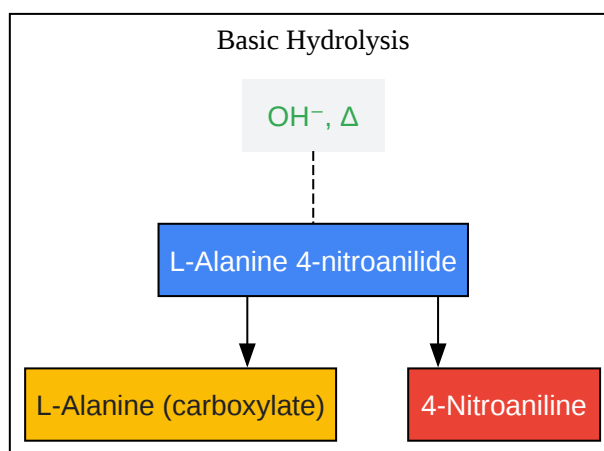 Basic Hydrolysis
OH⁻, Δ
L-Alanine 4-nitroanilide
L-Alanine (carboxylate)
4-Nitroaniline